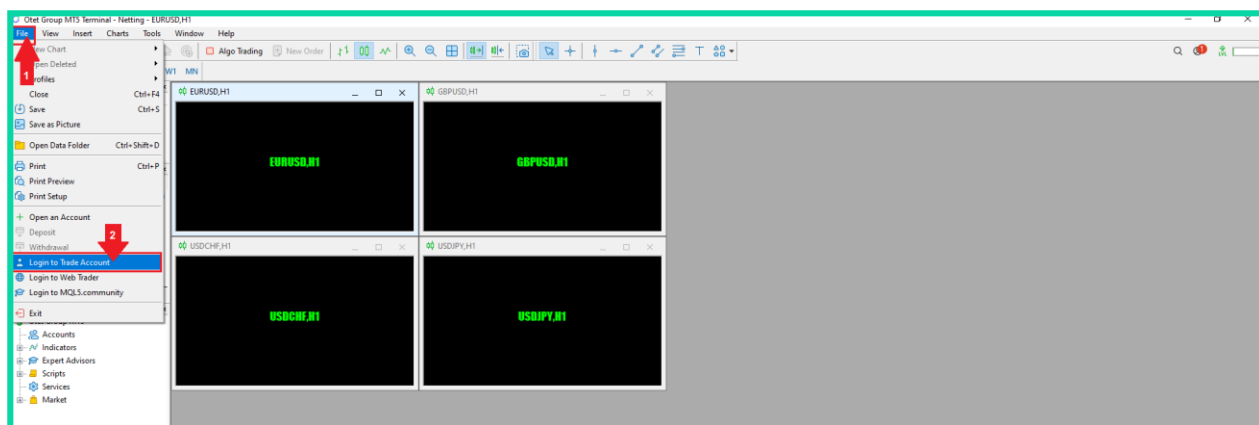 Otet Group MT5 Terminal - Netting - EURUSD,H1
File View Insert Charts Tools Window Help
New Chart
Algo Trading New Order
Open Deleted
W1 MN
1
Profiles
Close Ctrl+F4
EURUSD,H1
GBPUSD,H1
Save Ctrl+S
Save as Picture
Open Data Folder Ctrl+Shift+D
EURUSD,H1
GBPUSD,H1
Print Ctrl+P
Print Preview
Print Setup
Open an Account
Deposit
2
Withdrawal
USDCHF,H1
USDJPY,H1
Login to Trade Account
Login to Web Trader
Login to MQL5.community
Exit
USDCHF,H1
USDJPY,H1
Accounts
Indicators
Expert Advisors
Scripts
Services
Market